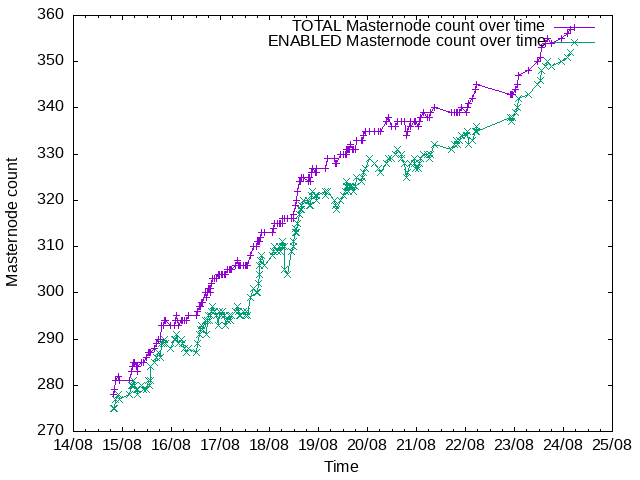 TOTAL Masternode count over time
ENABLED Masternode count over time
Masternode count
360
350
340
330
320
310
300
290
280
270
14/08 15/08 16/08 17/08 18/08 19/08 20/08 21/08 22/08 23/08 24/08 25/08
Time